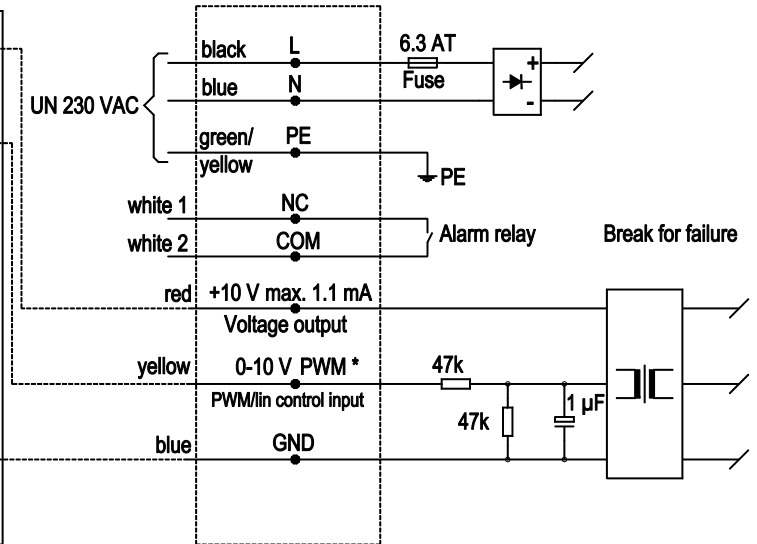 black L 6.3 AT
Fuse
+
blue N
-
UN 230 VAC
green/ PE
yellow
PE
white 1 NC
white 2 COM
Alarm relay Break for failure
red +10 V max. 1.1 mA
Voltage output
yellow 0-10 V PWM * 47k
PWM/lin control input
47k 1 µF
blue GND